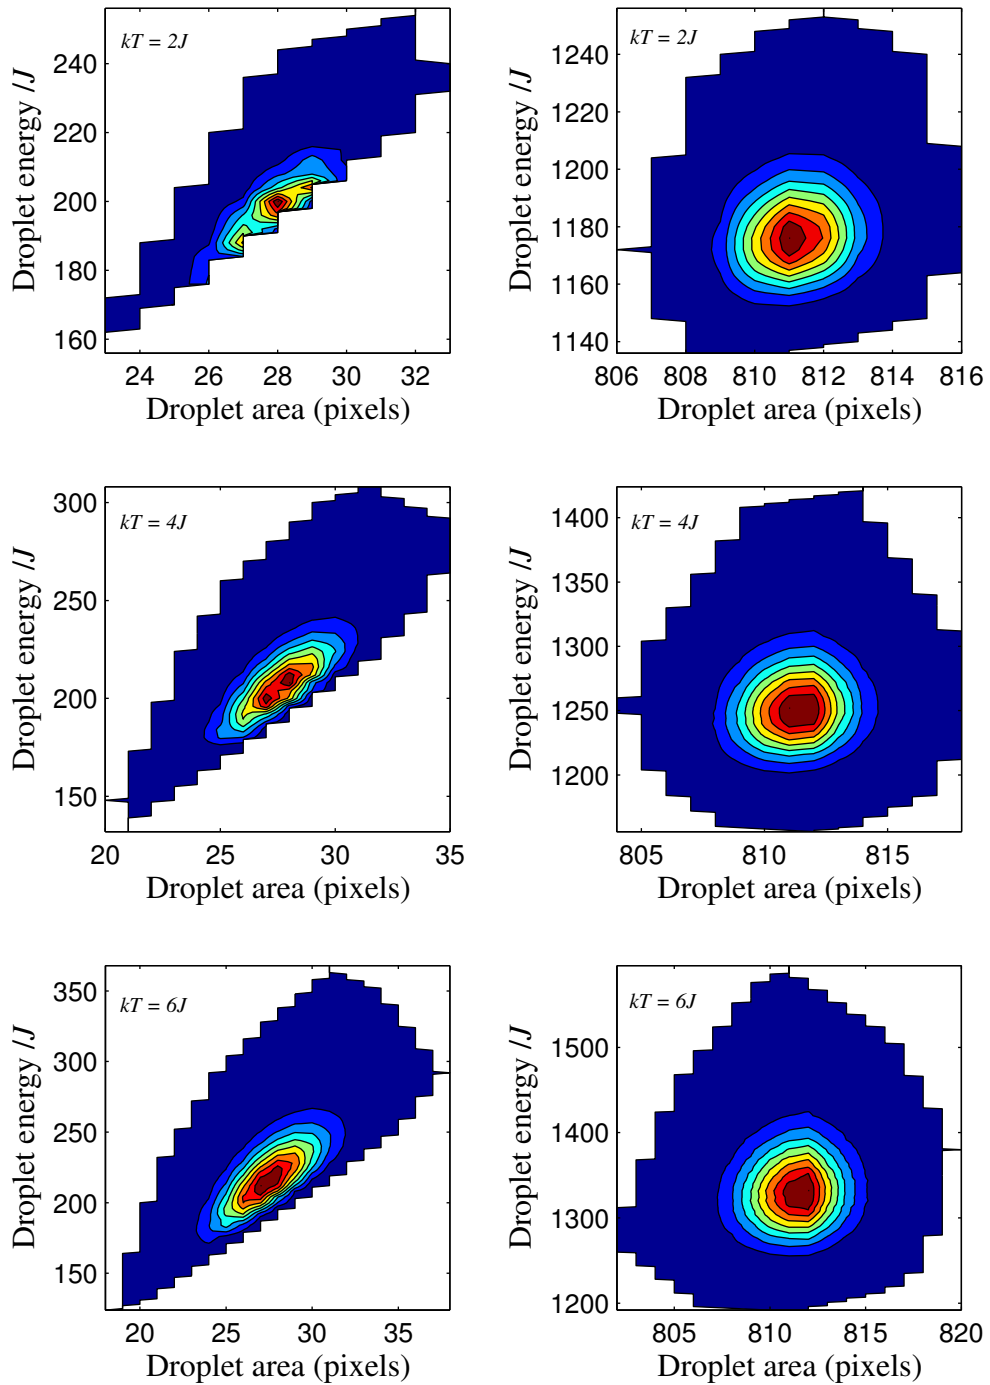 kT = 2J
Droplet energy /J
240
220
200
180
160
24 26 28 30 32
Droplet area (pixels)
kT = 2J
Droplet energy /J
1240
1220
1200
1180
1160
1140
806 808 810 812 814 816
Droplet area (pixels)
kT = 4J
Droplet energy /J
300
250
200
150
20 25 30 35
Droplet area (pixels)
kT = 4J
Droplet energy /J
1400
1350
1300
1250
1200
805 810 815
Droplet area (pixels)
kT = 6J
Droplet energy /J
350
300
250
200
150
20 25 30 35
Droplet area (pixels)
kT = 6J
Droplet energy /J
1500
1400
1300
1200
805 810 815 820
Droplet area (pixels)